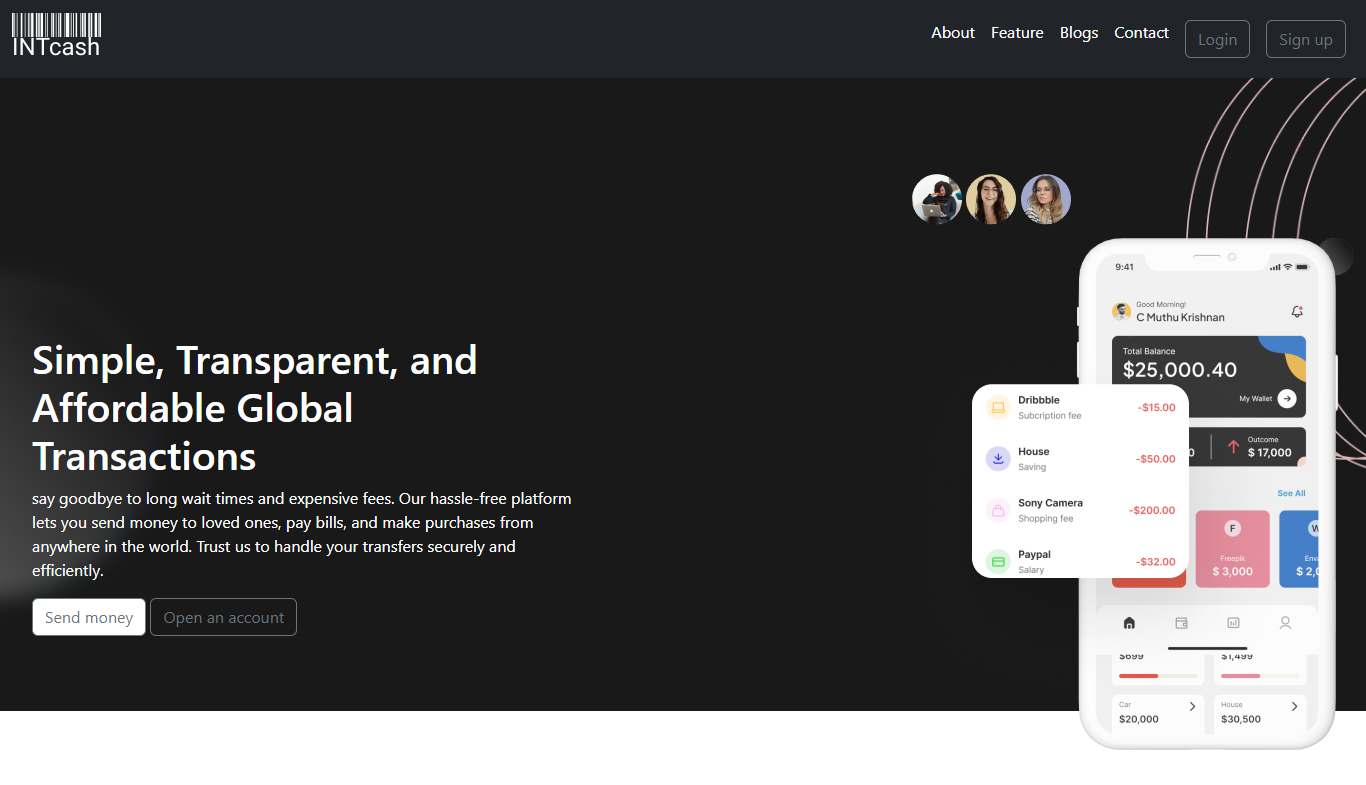 INTcash
About Feature Blogs Contact Login Sign up
Simple, Transparent, and
Affordable Global
Transactions
say goodbye to long wait times and expensive fees. Our hassle-free platform
lets you send money to loved ones, pay bills, and make purchases from
anywhere in the world. Trust us to handle your transfers securely and
efficiently.
Send money Open an account
9:41
Good Morning!
C Muthu Krishnan
Total Balance
$25,000.40
My Wallet
Outcome
0 $ 17,000
See All
F W
Freepik Env
$ 3,000 $ 2,0
Dribbble -$15.00
Subcription fee
House -$50.00
Saving
Sony Camera -$200.00
Shopping fee
Paypal -$32.00
Salary
$699 $1,499
Car House
$20,000 $30,500